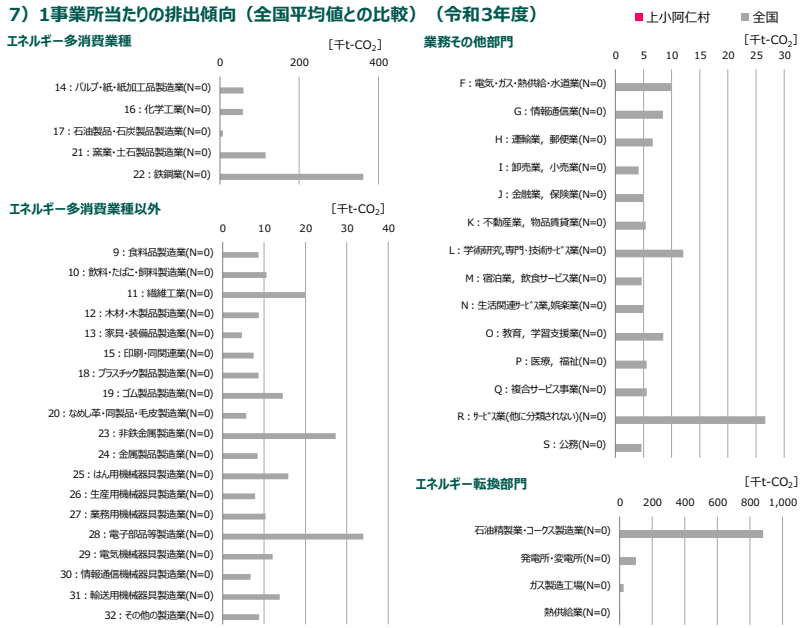 7）1事業所当たりの排出傾向（全国平均値との比較）（令和3年度）
■上小阿仁村 ■全国
エネルギー多消費業種
[千t-CO₂]
0 200 400
14：パルプ・紙・紙加工品製造業(N=0)
16：化学工業(N=0)
17：石油製品・石炭製品製造業(N=0)
21：窯業・土石製品製造業(N=0)
22：鉄鋼業(N=0)
エネルギー多消費業種以外
[千t-CO₂]
0 10 20 30 40
9：食料品製造業(N=0)
10：飲料・たばこ・飼料製造業(N=0)
11：繊維工業(N=0)
12：木材・木製品製造業(N=0)
13：家具・装備品製造業(N=0)
15：印刷・同関連業(N=0)
18：プラスチック製品製造業(N=0)
19：ゴム製品製造業(N=0)
20：なめし革・同製品・毛皮製造業(N=0)
23：非鉄金属製造業(N=0)
24：金属製品製造業(N=0)
25：はん用機械器具製造業(N=0)
26：生産用機械器具製造業(N=0)
27：業務用機械器具製造業(N=0)
28：電子部品等製造業(N=0)
29：電気機械器具製造業(N=0)
30：情報通信機械器具製造業(N=0)
31：輸送用機械器具製造業(N=0)
32：その他の製造業(N=0)
業務その他部門
[千t-CO₂]
0 5 10 15 20 25 30
F：電気・ガス・熱供給・水道業(N=0)
G：情報通信業(N=0)
H：運輸業，郵便業(N=0)
I：卸売業，小売業(N=0)
J：金融業，保険業(N=0)
K：不動産業，物品賃貸業(N=0)
L：学術研究,専門・技術ｻｰﾋﾞｽ業(N=0)
M：宿泊業，飲食サービス業(N=0)
N：生活関連ｻｰﾋﾞｽ業,娯楽業(N=0)
O：教育，学習支援業(N=0)
P：医療，福祉(N=0)
Q：複合サービス事業(N=0)
R：ｻｰﾋﾞｽ業(他に分類されない)(N=0)
S：公務(N=0)
エネルギー転換部門
[千t-CO₂]
0 200 400 600 800 1,000
石油精製業・コークス製造業(N=0)
発電所・変電所(N=0)
ガス製造工場(N=0)
熱供給業(N=0)